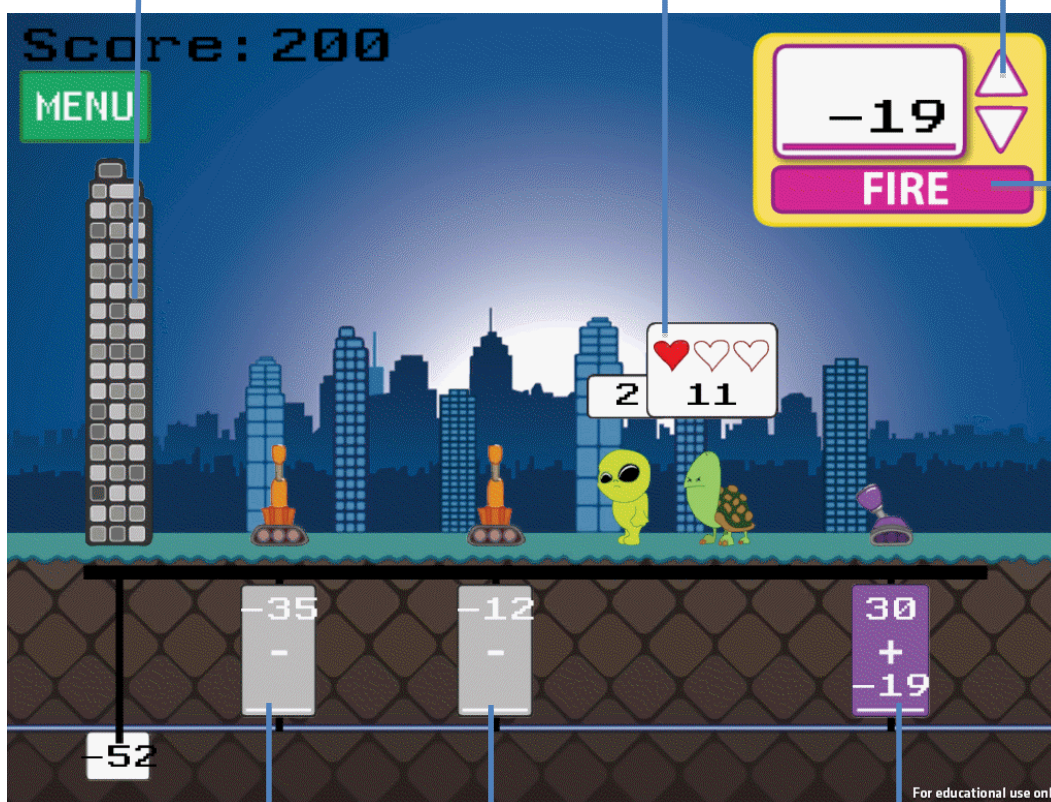 Score: 200
MENU
-19
FIRE
2
11
-35
-
-12
-
30
+
-19
-52
For educational use onl